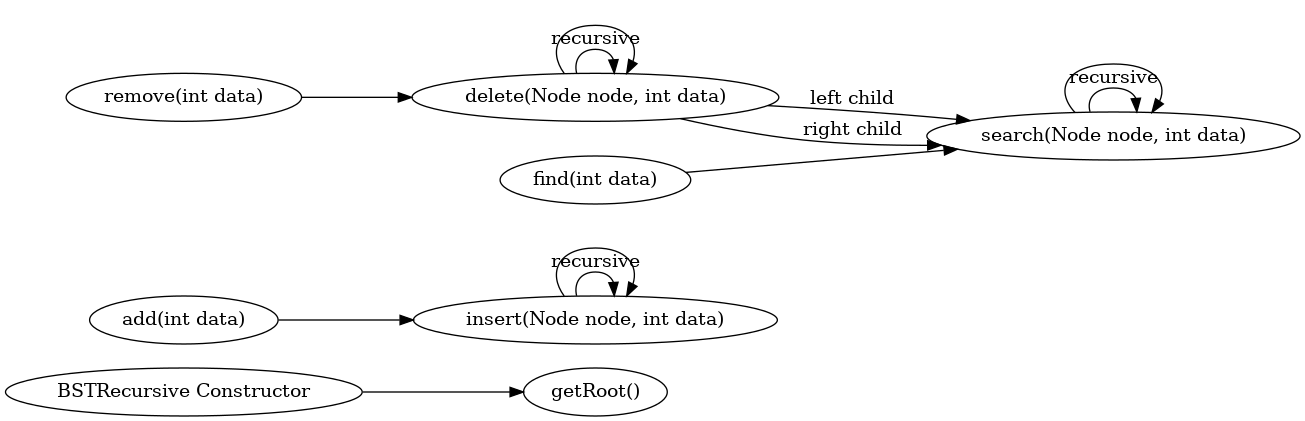 recursive
remove(int data)
delete(Node node, int data)
left child
right child
recursive
search(Node node, int data)
find(int data)
recursive
add(int data)
insert(Node node, int data)
BSTRecursive Constructor
getRoot()